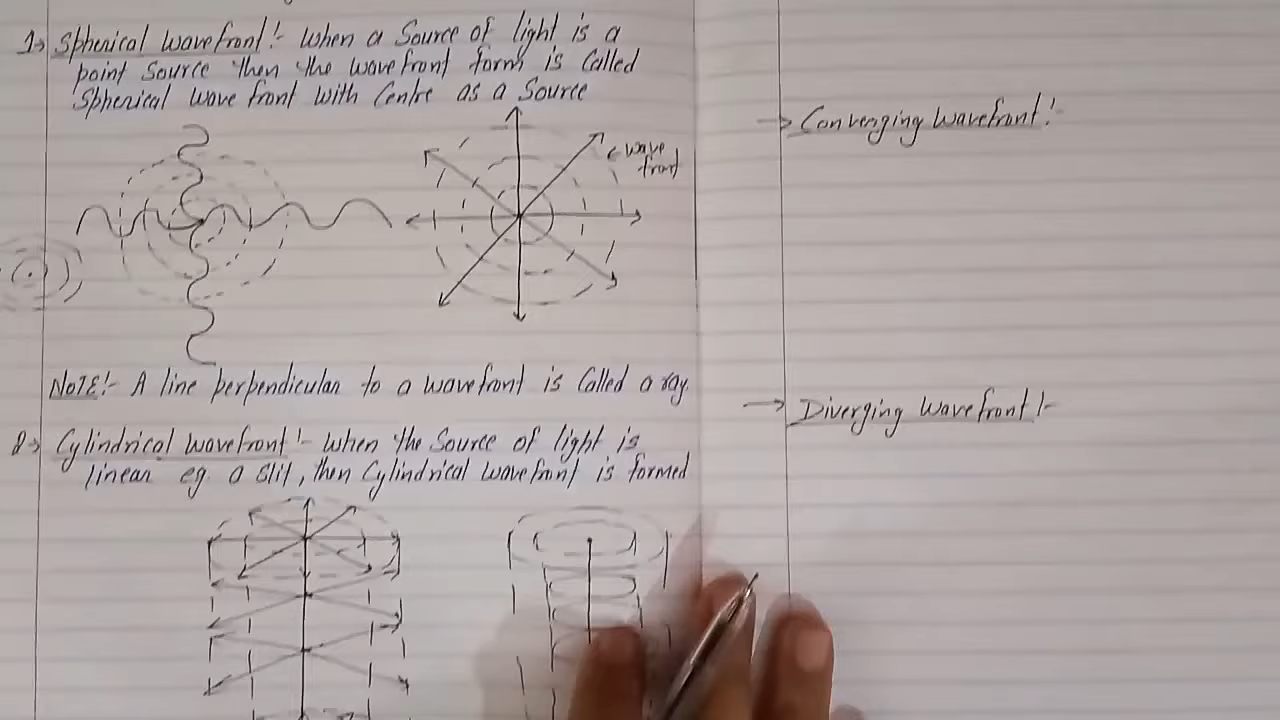 1→ Spherical wavefront :- When a Source of light is a
point Source then the wavefront form is Called
Spherical wave front with Centre as a Source
wave
front
NOTE :- A line perpendicular to a wavefront is Called a ray.
2→ Cylindrical wavefront :- When the Source of light is
linear eg. a slit, then Cylindrical wavefront is formed
→ Converging Wavefront :-
→ Diverging Wavefront :-